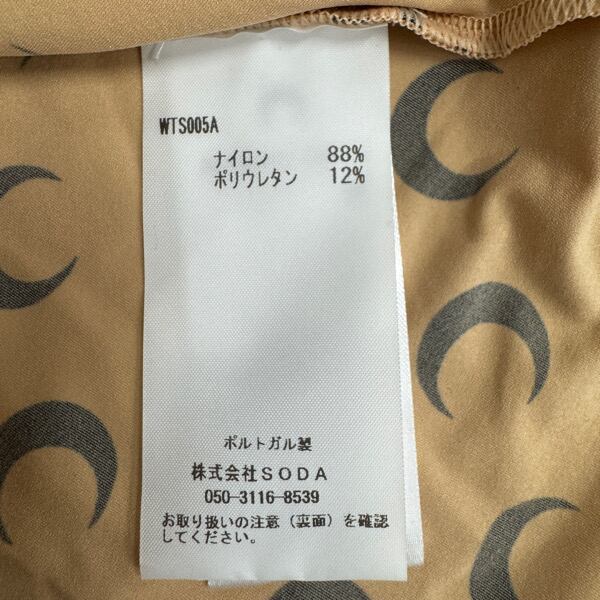 WTS005A
ナイロン 88%
ポリウレタン 12%
ポルトガル製
株式会社SODA
050-3116-8539
お取り扱いの注意（裏面）を確認
してください。